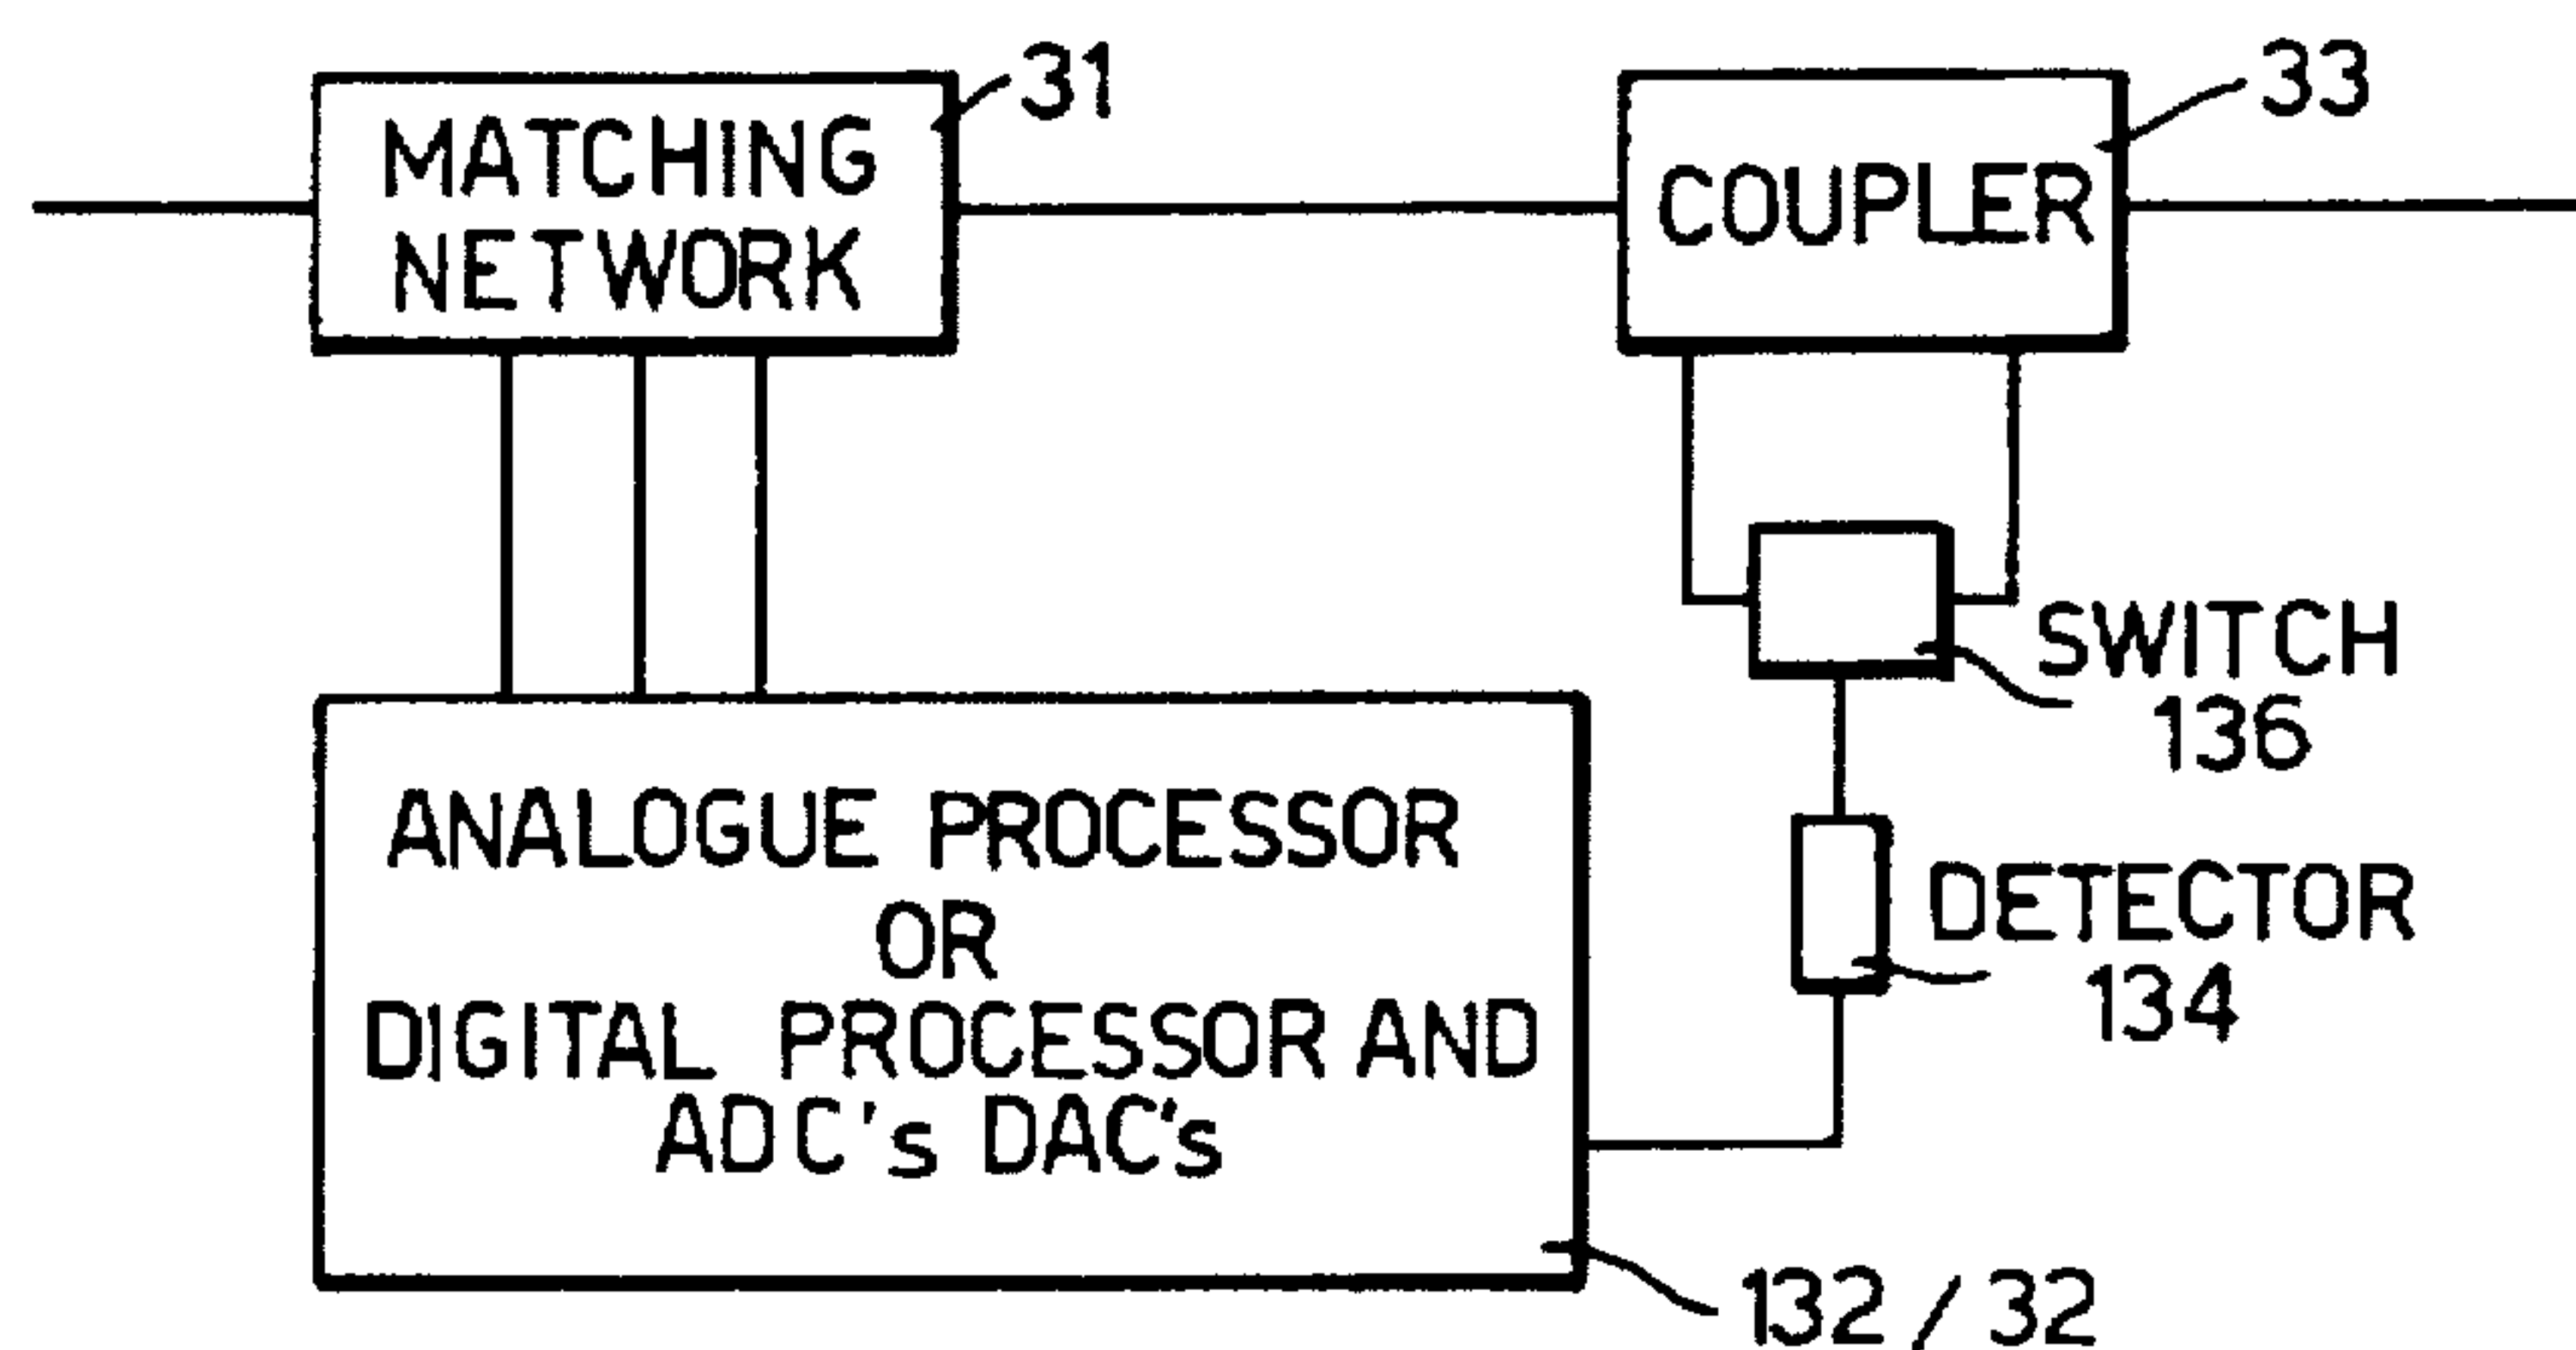 31
33
MATCHING
NETWORK
COUPLER
SWITCH
136
ANALOGUE PROCESSOR
OR
DIGITAL PROCESSOR AND
ADC's DAC's
DETECTOR
134
132/32